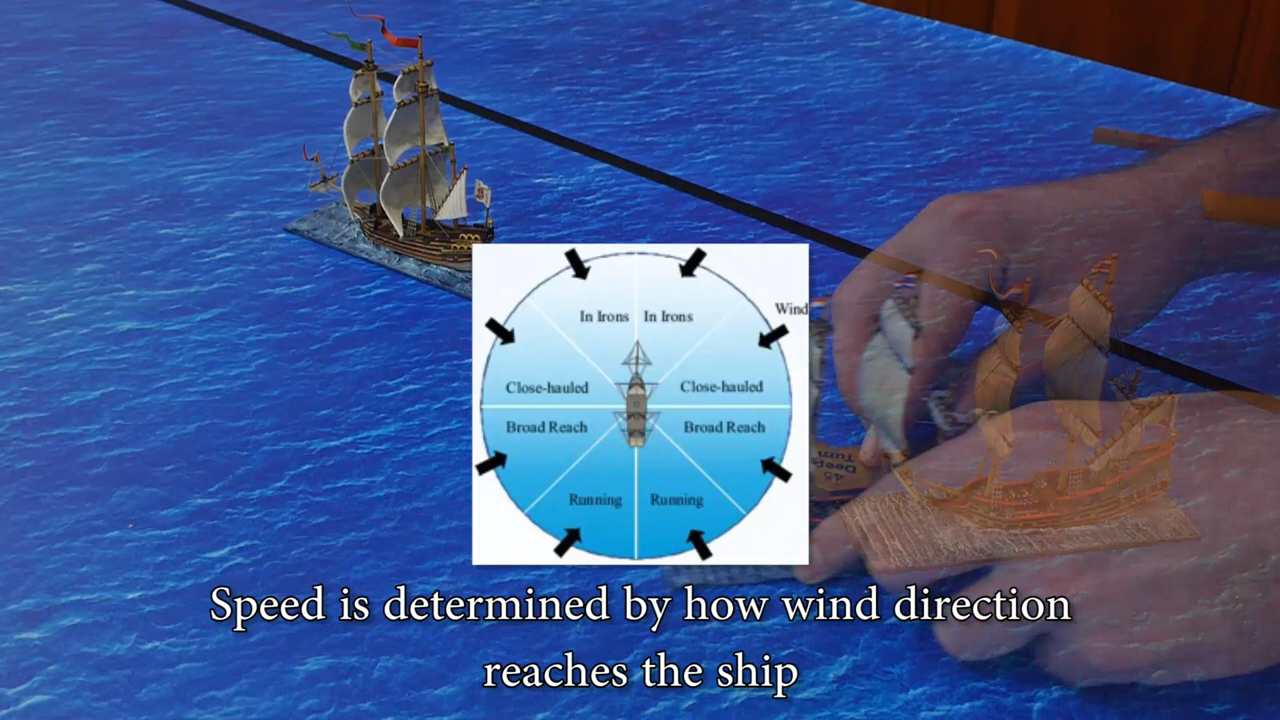 In Irons In Irons
Wind
Close-hauled Close-hauled
Broad Reach Broad Reach
Running Running
Speed is determined by how wind direction
reaches the ship